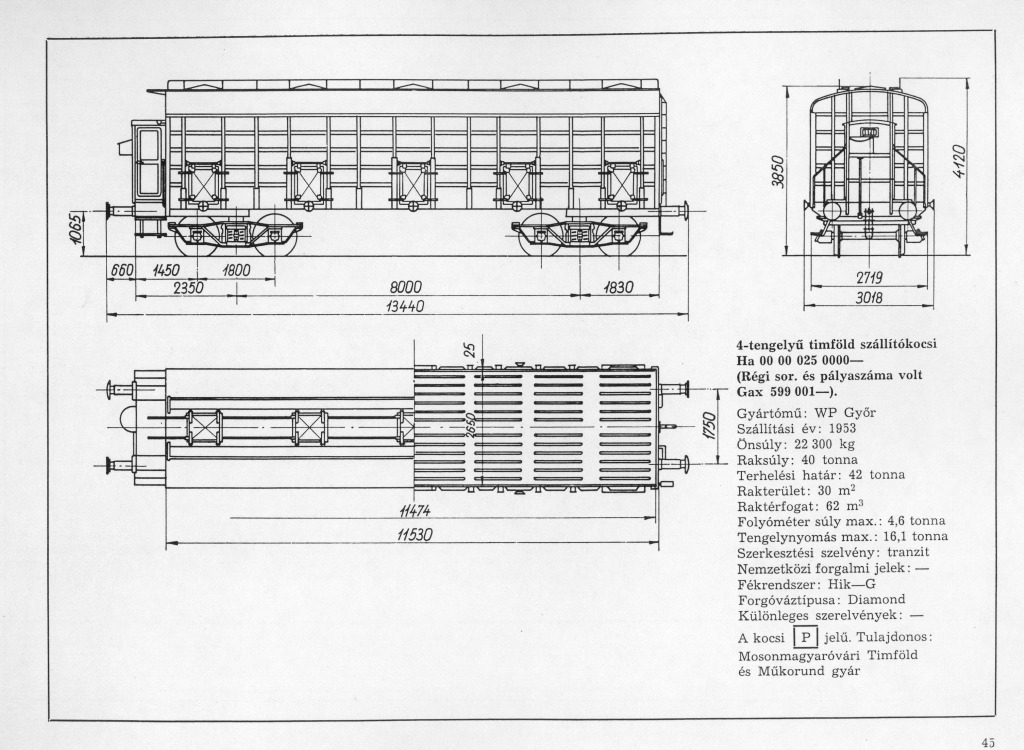 3850
4120
1065
660
1450
1800
2350
8000
1830
13440
2719
3018
25
2650
1750
11474
11530
4-tengelyű timföld szállítókocsi
Ha 00 00 025 0000—
(Régi sor. és pályaszáma volt
Gax 599 001—).
Gyártómű: WP Győr
Szállítási év: 1953
Önsúly: 22 300 kg
Raksúly: 40 tonna
Terhelési határ: 42 tonna
Rakterület: 30 m²
Raktérfogat: 62 m³
Folyóméter súly max.: 4,6 tonna
Tengelynyomás max.: 16,1 tonna
Szerkesztési szelvény: tranzit
Nemzetközi forgalmi jelek: —
Fékrendszer: Hik—G
Forgóváztípusa: Diamond
Különleges szerelvények: —
A kocsi P jelű. Tulajdonos:
Mosonmagyaróvári Timföld
és Műkorund gyár
45